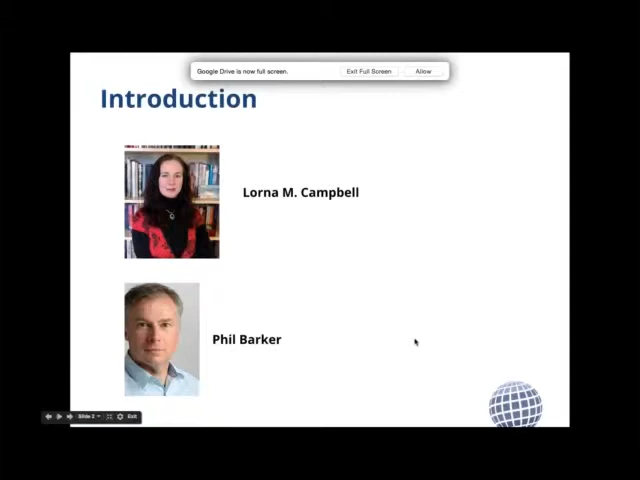 Google Drive is now full screen. Exit Full Screen Allow
Introduction
Lorna M. Campbell
Phil Barker
Slide 2 Exit